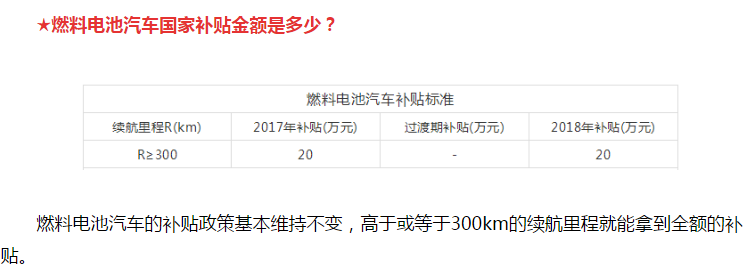 ★燃料电池汽车国家补贴金额是多少？
燃料电池汽车补贴标准
续航里程R(km) 2017年补贴(万元) 过渡期补贴(万元) 2018年补贴(万元)
R≥300 20 - 20
燃料电池汽车的补贴政策基本维持不变，高于或等于300km的续航里程就能拿到全额的补
贴。